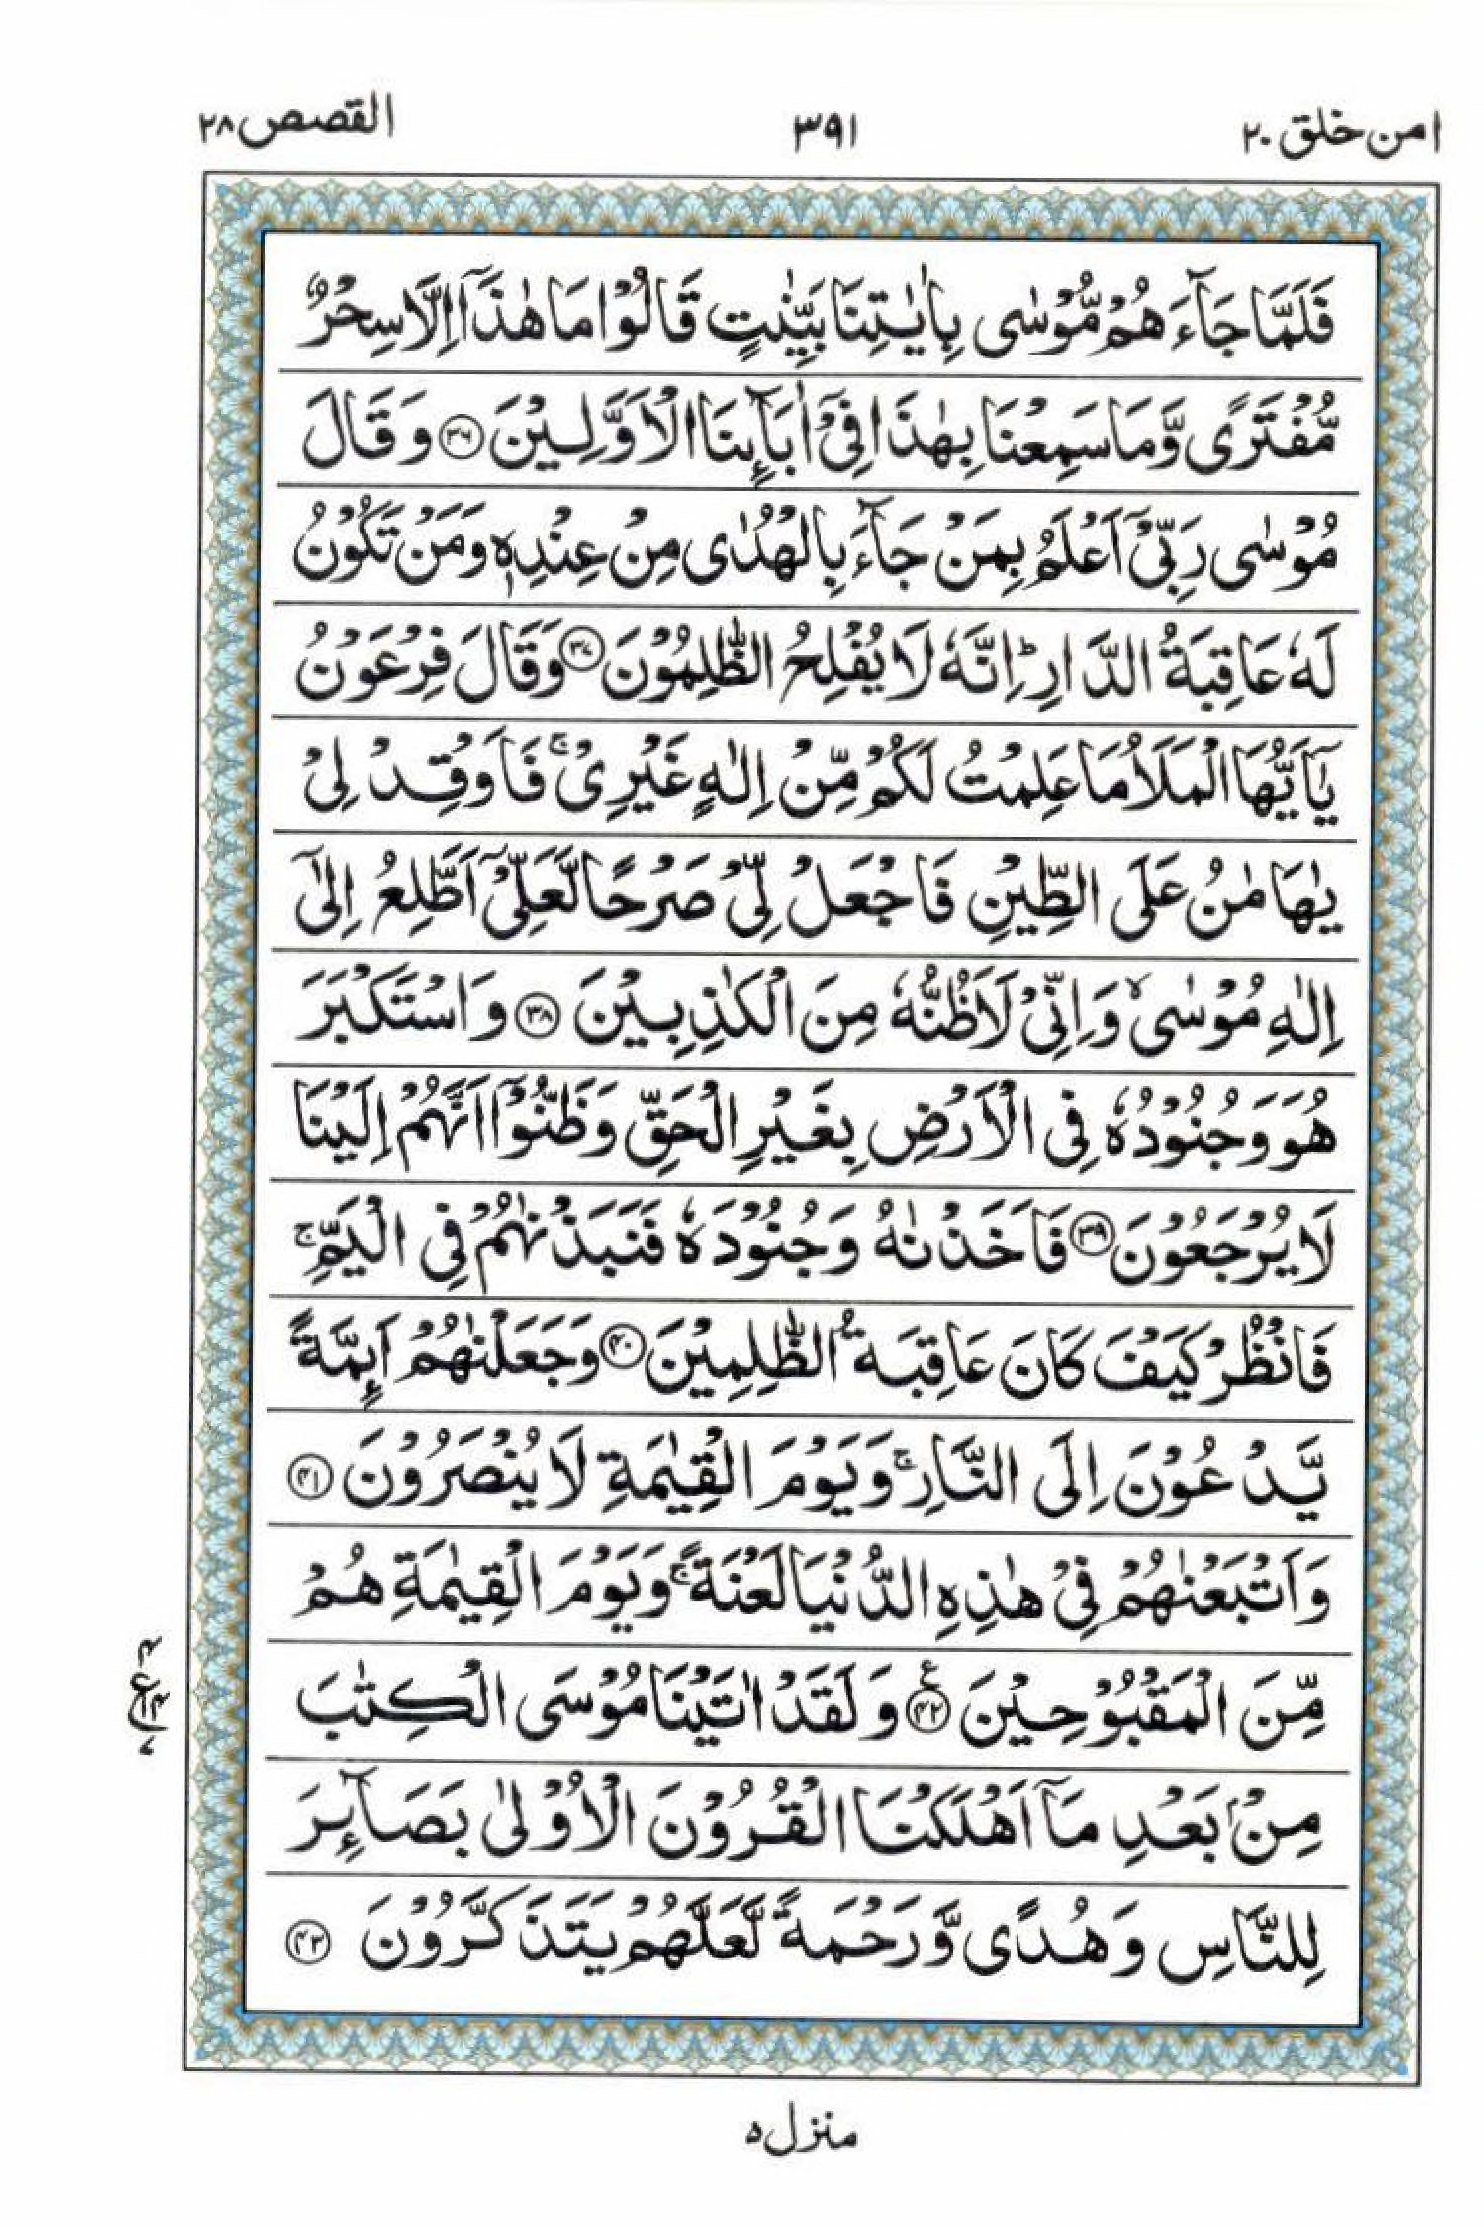 امن خلق ٢٠
٣٩١
القصص ٢٨
فَلَمَّا جَآءَهُمْ مُّوْسٰى بِاٰيٰتِنَا بَيِّنٰتٍ قَالُوْا مَا هٰذَآ اِلَّا سِحْرٌ
مُّفْتَرًى وَّمَا سَمِعْنَا بِهٰذَا فِيْٓ اٰبَآئِنَا الْاَوَّلِيْنَ ﴿٣٦﴾ وَقَالَ
مُوْسٰى رَبِّيْٓ اَعْلَمُ بِمَنْ جَآءَ بِالْهُدٰى مِنْ عِنْدِهٖ وَمَنْ تَكُوْنُ
لَهٗ عَاقِبَةُ الدَّارِ ؕ اِنَّهٗ لَا يُفْلِحُ الظّٰلِمُوْنَ ﴿٣٧﴾ وَقَالَ فِرْعَوْنُ
يٰٓاَيُّهَا الْمَلَاُ مَا عَلِمْتُ لَكُمْ مِّنْ اِلٰهٍ غَيْرِيْ ۚ فَاَوْقِدْ لِيْ
يٰهَامٰنُ عَلَى الطِّيْنِ فَاجْعَلْ لِّيْ صَرْحًا لَّعَلِّيْٓ اَطَّلِعُ اِلٰٓى
اِلٰهِ مُوْسٰى ۙ وَاِنِّيْ لَاَظُنُّهٗ مِنَ الْكٰذِبِيْنَ ﴿٣٨﴾ وَاسْتَكْبَرَ
هُوَ وَجُنُوْدُهٗ فِى الْاَرْضِ بِغَيْرِ الْحَقِّ وَظَنُّوْٓا اَنَّهُمْ اِلَيْنَا
لَا يُرْجَعُوْنَ ﴿٣٩﴾ فَاَخَذْنٰهُ وَجُنُوْدَهٗ فَنَبَذْنٰهُمْ فِى الْيَمِّ ۚ
فَانْظُرْ كَيْفَ كَانَ عَاقِبَةُ الظّٰلِمِيْنَ ﴿٤٠﴾ وَجَعَلْنٰهُمْ اَئِمَّةً
يَّدْعُوْنَ اِلَى النَّارِ ۚ وَيَوْمَ الْقِيٰمَةِ لَا يُنْصَرُوْنَ ﴿٤١﴾
وَاَتْبَعْنٰهُمْ فِيْ هٰذِهِ الدُّنْيَا لَعْنَةً ۚ وَيَوْمَ الْقِيٰمَةِ هُمْ
مِّنَ الْمَقْبُوْحِيْنَ ﴿٤٢﴾ ع وَلَقَدْ اٰتَيْنَا مُوْسَى الْكِتٰبَ
مِنْۢ بَعْدِ مَآ اَهْلَكْنَا الْقُرُوْنَ الْاُوْلٰى بَصَآئِرَ
لِلنَّاسِ وَهُدًى وَّرَحْمَةً لَّعَلَّهُمْ يَتَذَكَّرُوْنَ ﴿٤٣﴾
منزل ٥